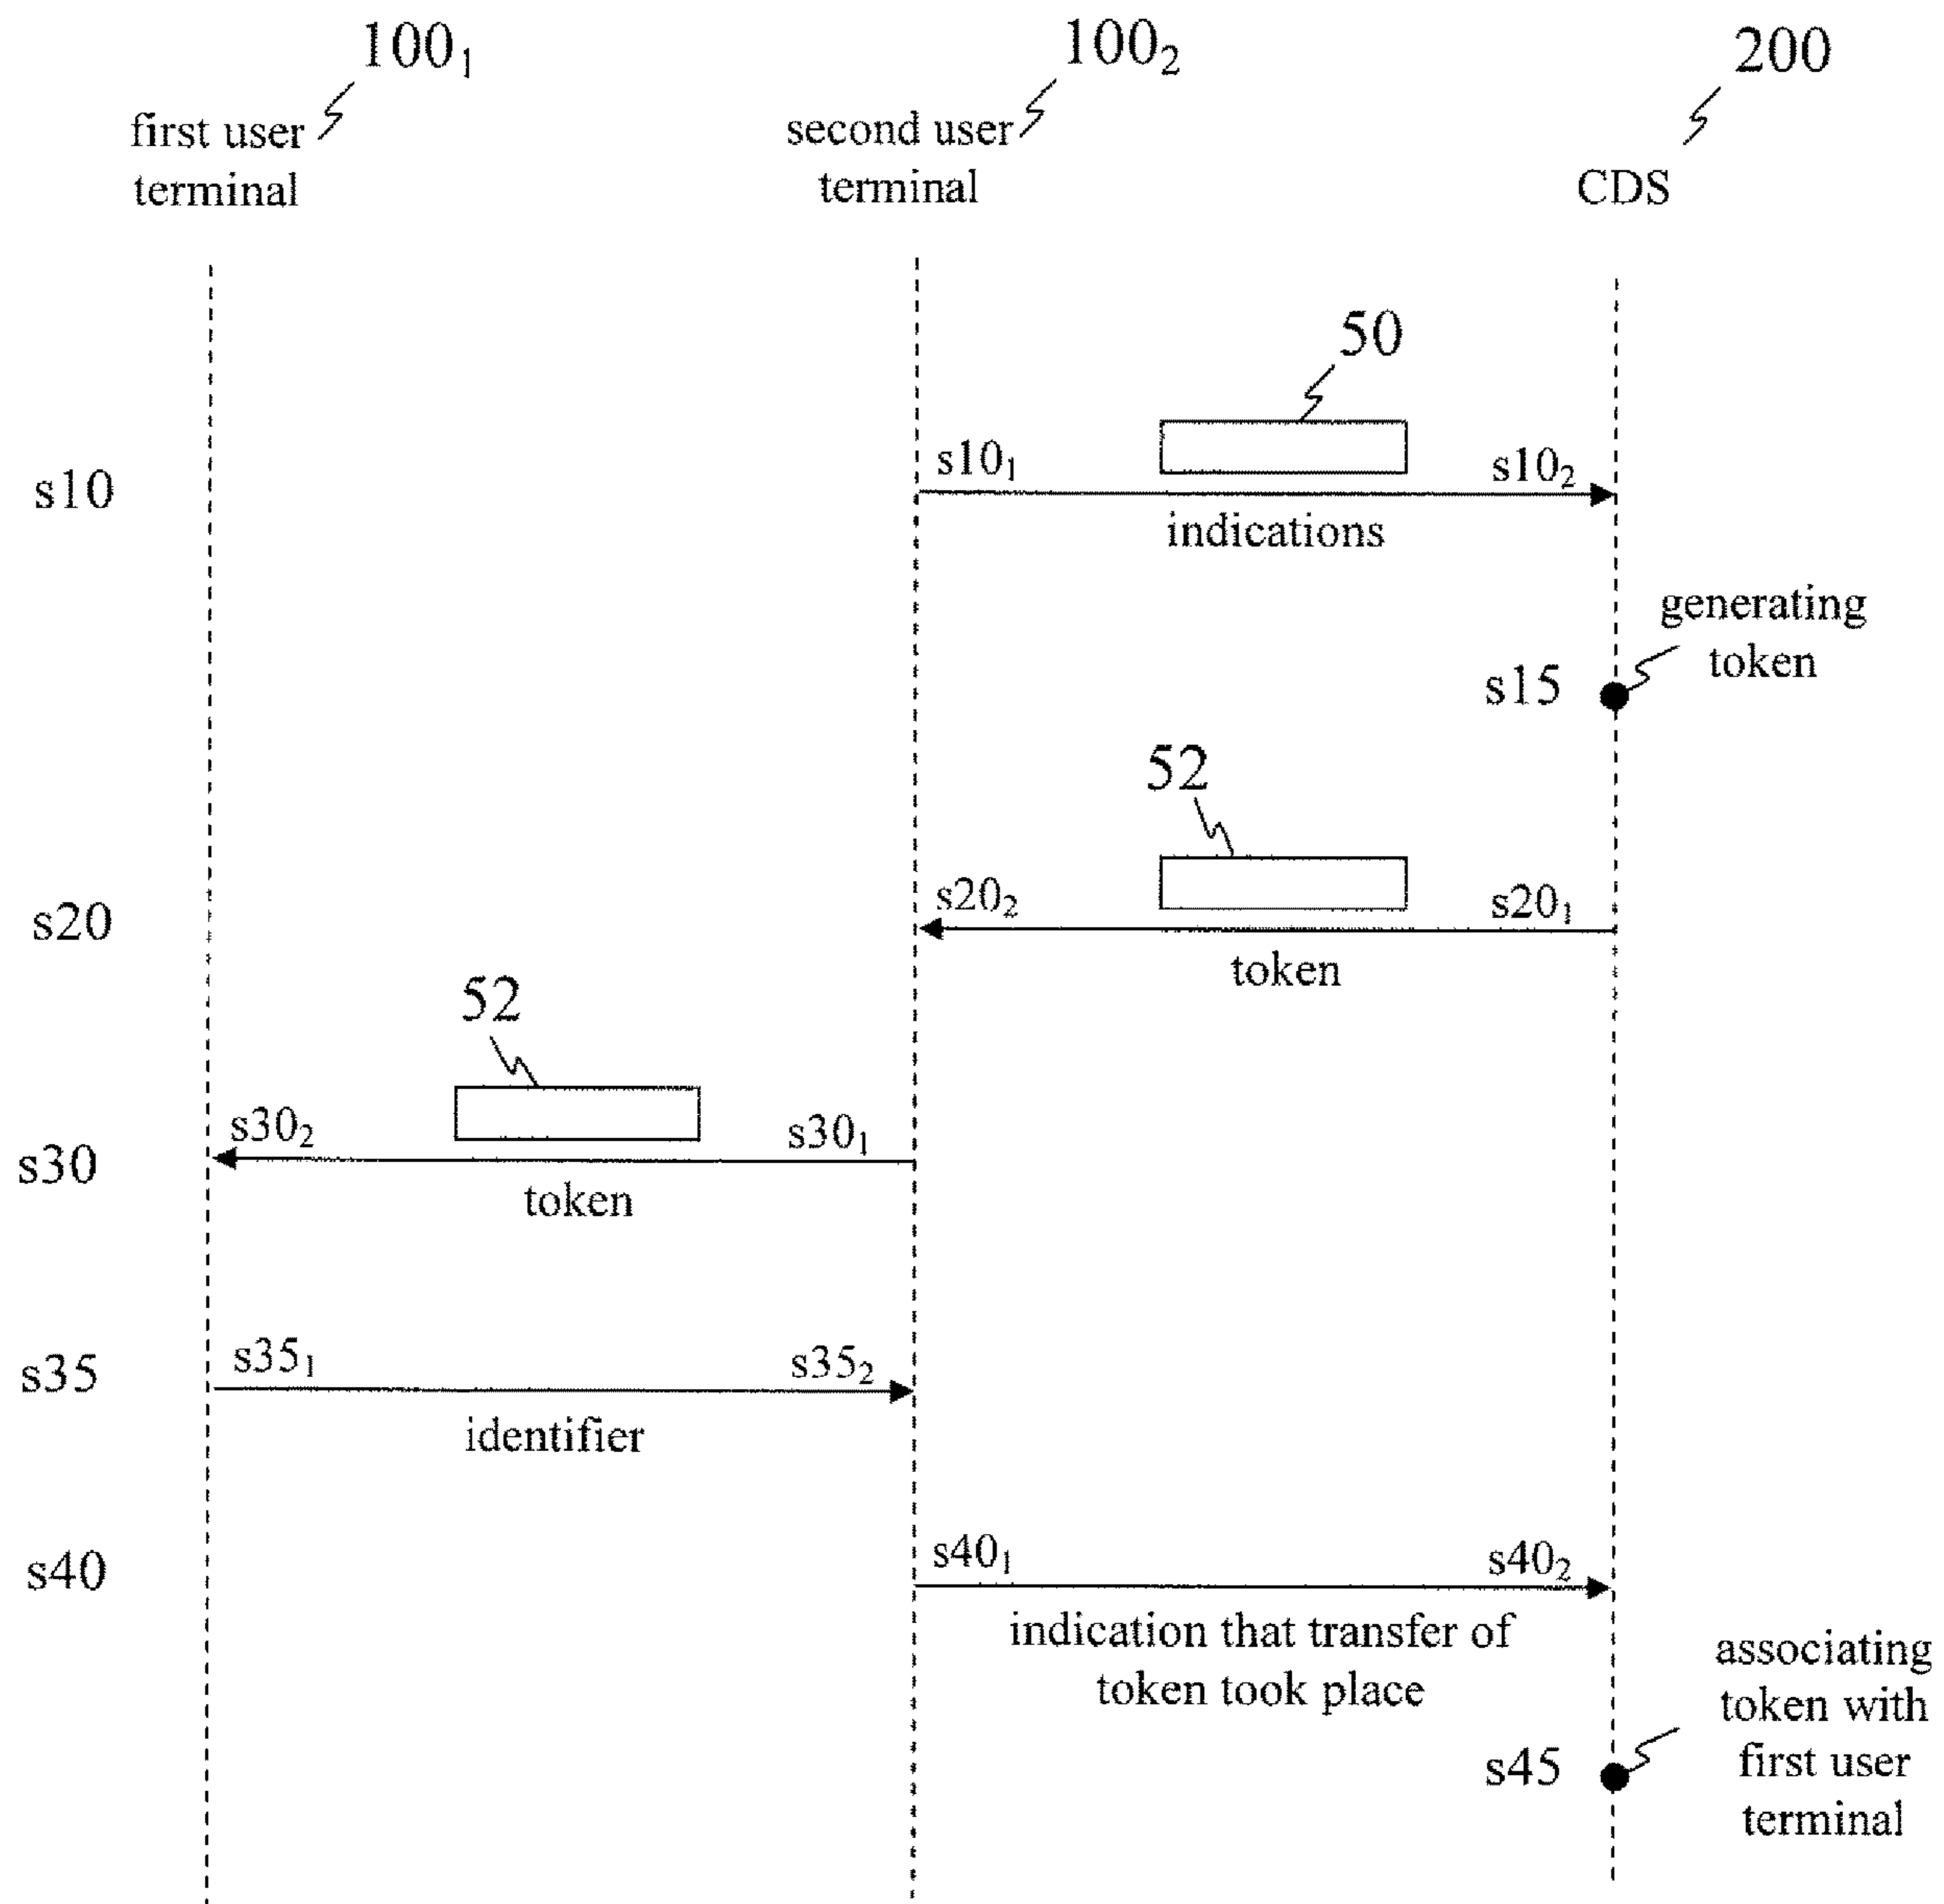 100₁
100₂
200
first user
terminal
second user
terminal
CDS
50
s10
s10₁
s10₂
indications
generating
token
s15
52
s20
s20₂
s20₁
token
52
s30₂
s30₁
s30
token
s35
s35₁
s35₂
identifier
s40
s40₁
s40₂
indication that transfer of
token took place
associating
token with
first user
terminal
s45